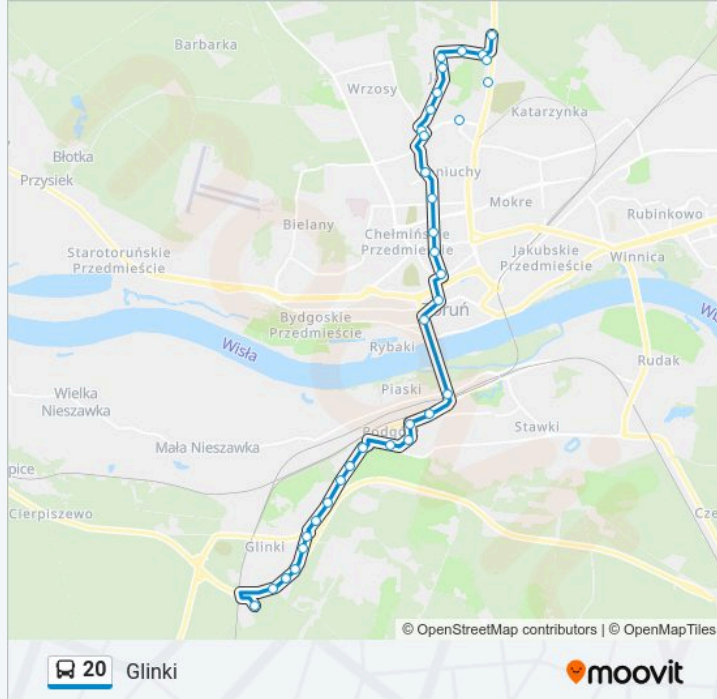 Barbarka
Wrzosy
Katarzynka
Błotka
Przysiek
Mokre
Bielany
Rubinkowo
Chełmińskie
Przedmieście
Starotoruńskie
Przedmieście
Jakubskie
Przedmieście
Winnica
Bydgoskie
Przedmieście
Wisła
Rybaki
Rudak
Piaski
Wielka
Nieszawka
Stawki
Mała Nieszawka
Cierpiszewo
Glinki
© OpenStreetMap contributors | © OpenMapTiles
20 Glinki
moovit